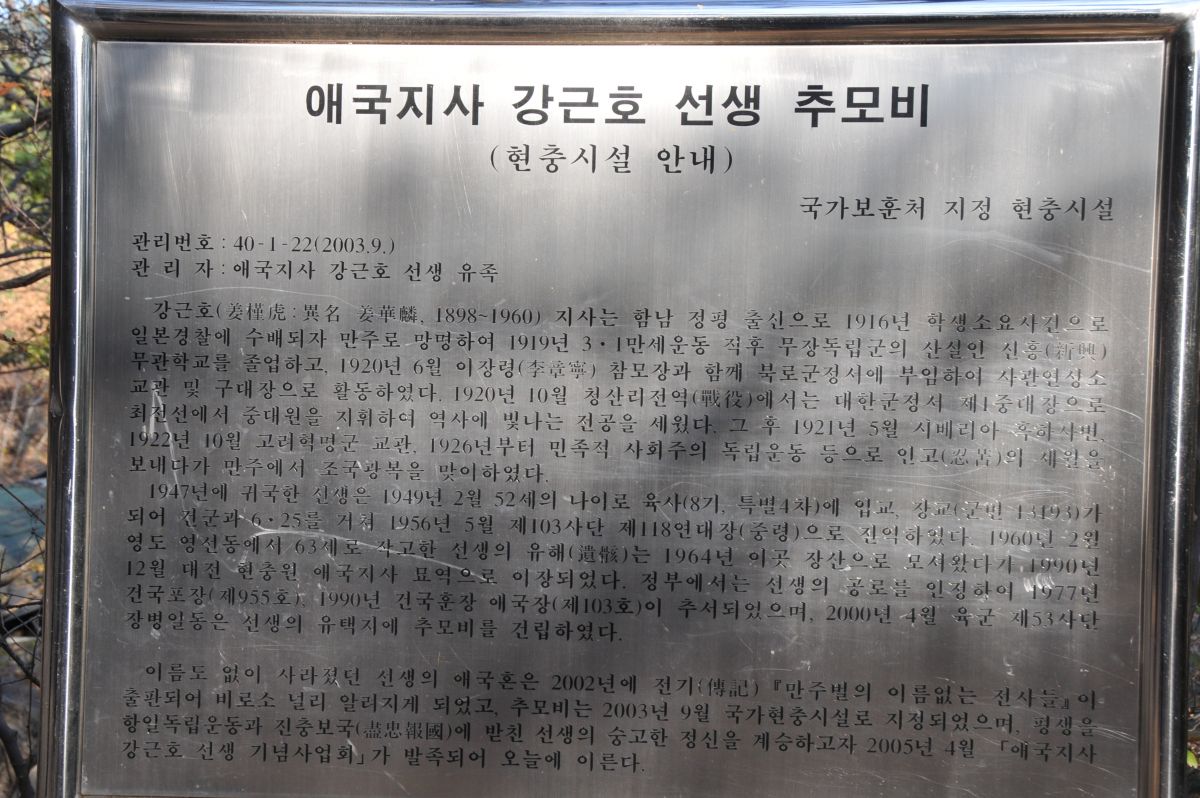 애국지사 강근호 선생 추모비
(현충시설 안내)
국가보훈처 지정 현충시설
관리번호 : 40-1-22(2003.9.)
관 리 자 : 애국지사 강근호 선생 유족
강근호(姜槿虎 : 異名 姜華麟, 1898~1960) 지사는 함남 정평 출신으로 1916년 학생소요사건으로
일본경찰에 수배되자 만주로 망명하여 1919년 3·1만세운동 직후 무장독립군의 산실인 신흥(新興)
무관학교를 졸업하고, 1920년 6월 이장령(李章寧) 참모장과 함께 북로군정서에 부임하여 사관연성소
교관 및 구대장으로 활동하였다. 1920년 10월 청산리전역(戰役)에서는 대한군정서 제1중대장으로
최전선에서 중대원을 지휘하여 역사에 빛나는 전공을 세웠다. 그 후 1921년 5월 시베리아 흑하사변,
1922년 10월 고려혁명군 교관, 1926년부터 민족적 사회주의 독립운동 등으로 인고(忍苦)의 세월을
보내다가 만주에서 조국광복을 맞이하였다.
1947년에 귀국한 선생은 1949년 2월 52세의 나이로 육사(8기, 특별4차)에 입교, 장교(군번 13493)가
되어 건군과 6·25를 거쳐 1956년 5월 제103사단 제118연대장(중령)으로 전역하였다. 1960년 2월
영도 영선동에서 63세로 작고한 선생의 유해(遺骸)는 1964년 이곳 장산으로 모셔왔다가 1990년
12월 대전 현충원 애국지사 묘역으로 이장되었다. 정부에서는 선생의 공로를 인정하여 1977년
건국포장(제955호), 1990년 건국훈장 애국장(제103호)이 추서되었으며, 2000년 4월 육군 제53사단
장병일동은 선생의 유택지에 추모비를 건립하였다.
이름도 없이 사라졌던 선생의 애국혼은 2002년에 전기(傳記) 『만주벌의 이름없는 전사들』이
출판되어 비로소 널리 알려지게 되었고, 추모비는 2003년 9월 국가현충시설로 지정되었으며, 평생을
항일독립운동과 진충보국(盡忠報國)에 받친 선생의 숭고한 정신을 계승하고자 2005년 4월 「애국지사
강근호 선생 기념사업회」가 발족되어 오늘에 이른다.